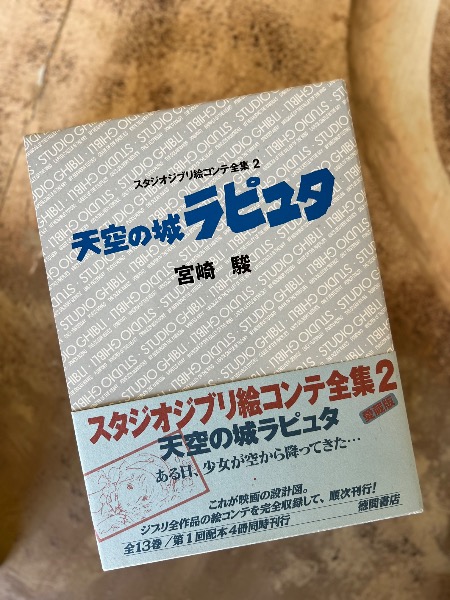 スタジオジブリ絵コンテ全集2
天空の城ラピュタ
宮崎 駿
STUDIO GHIBLI
スタジオジブリ絵コンテ全集2
天空の城ラピュタ
ある日、少女が空から降ってきた…
これが映画の設計図。
ジブリ全作品の絵コンテを完全収録して、順次刊行!
全13巻/第1回配本4冊同時刊行 徳間書店